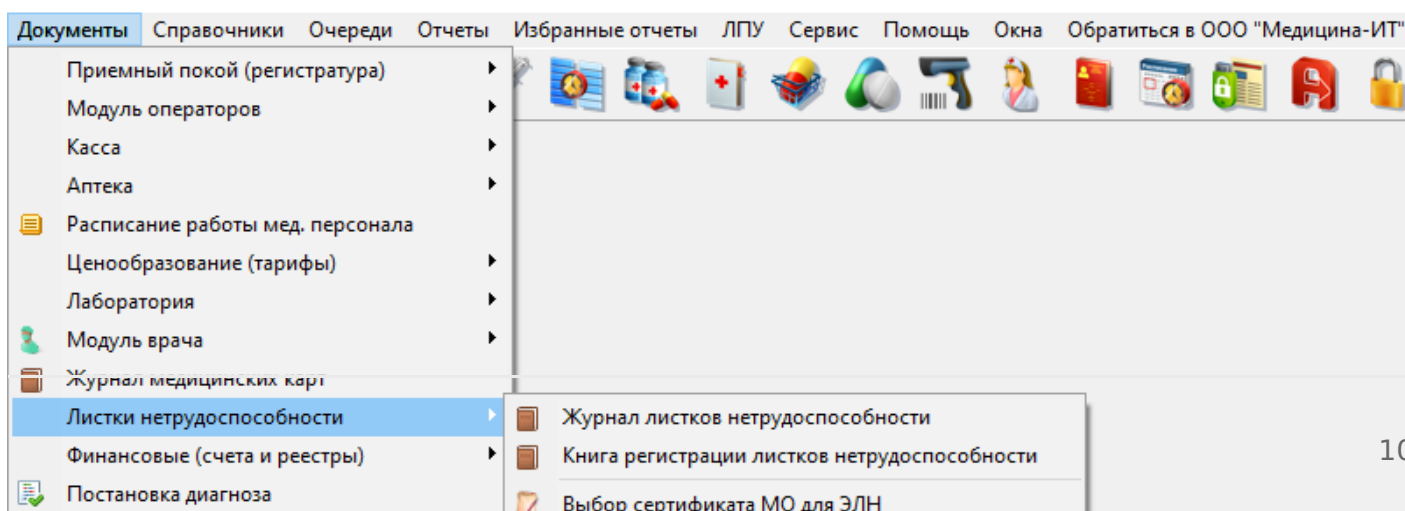 Документы Справочники Очереди Отчеты Избранные отчеты ЛПУ Сервис Помощь Окна Обратиться в ООО "Медицина-ИТ"
Приемный покой (регистратура)
Модуль операторов
Касса
Аптека
Расписание работы мед. персонала
Ценообразование (тарифы)
Лаборатория
Модуль врача
Журнал медицинских карт
Листки нетрудоспособности
Журнал листков нетрудоспособности
Финансовые (счета и реестры)
Книга регистрации листков нетрудоспособности
10
Постановка диагноза
Выбор сертификата МО для ЭЛН